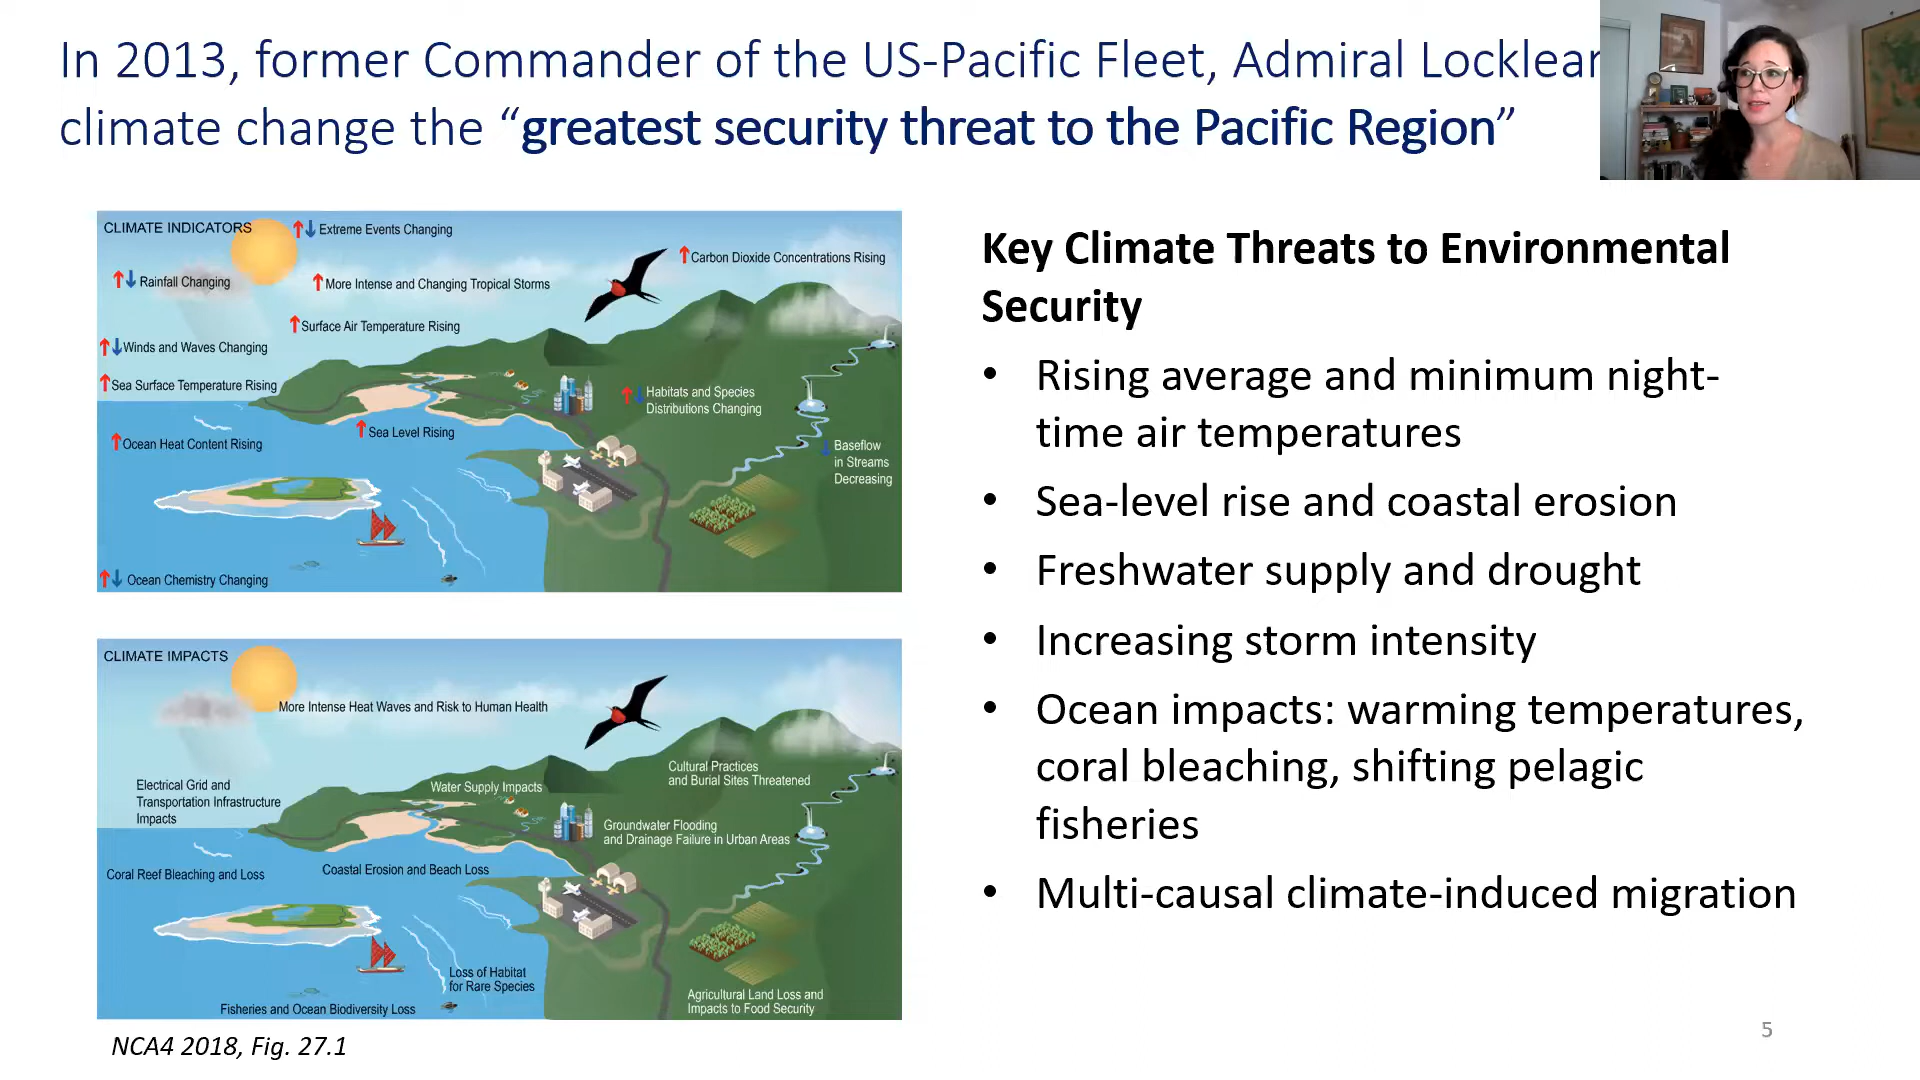 In 2013, former Commander of the US-Pacific Fleet, Admiral Locklear
climate change the “greatest security threat to the Pacific Region”
CLIMATE INDICATORS
Extreme Events Changing
Carbon Dioxide Concentrations Rising
Rainfall Changing
More Intense and Changing Tropical Storms
Surface Air Temperature Rising
Winds and Waves Changing
Sea Surface Temperature Rising
Habitats and Species
Distributions Changing
Sea Level Rising
Ocean Heat Content Rising
Baseflow
in Streams
Decreasing
Ocean Chemistry Changing
CLIMATE IMPACTS
More Intense Heat Waves and Risk to Human Health
Cultural Practices
and Burial Sites Threatened
Electrical Grid and
Transportation Infrastructure
Impacts
Water Supply Impacts
Groundwater Flooding
and Drainage Failure in Urban Areas
Coral Reef Bleaching and Loss
Coastal Erosion and Beach Loss
Loss of Habitat
for Rare Species
Agricultural Land Loss and
Impacts to Food Security
Fisheries and Ocean Biodiversity Loss
NCA4 2018, Fig. 27.1
Key Climate Threats to Environmental
Security
• Rising average and minimum night-
time air temperatures
• Sea-level rise and coastal erosion
• Freshwater supply and drought
• Increasing storm intensity
• Ocean impacts: warming temperatures,
coral bleaching, shifting pelagic
fisheries
• Multi-causal climate-induced migration
5